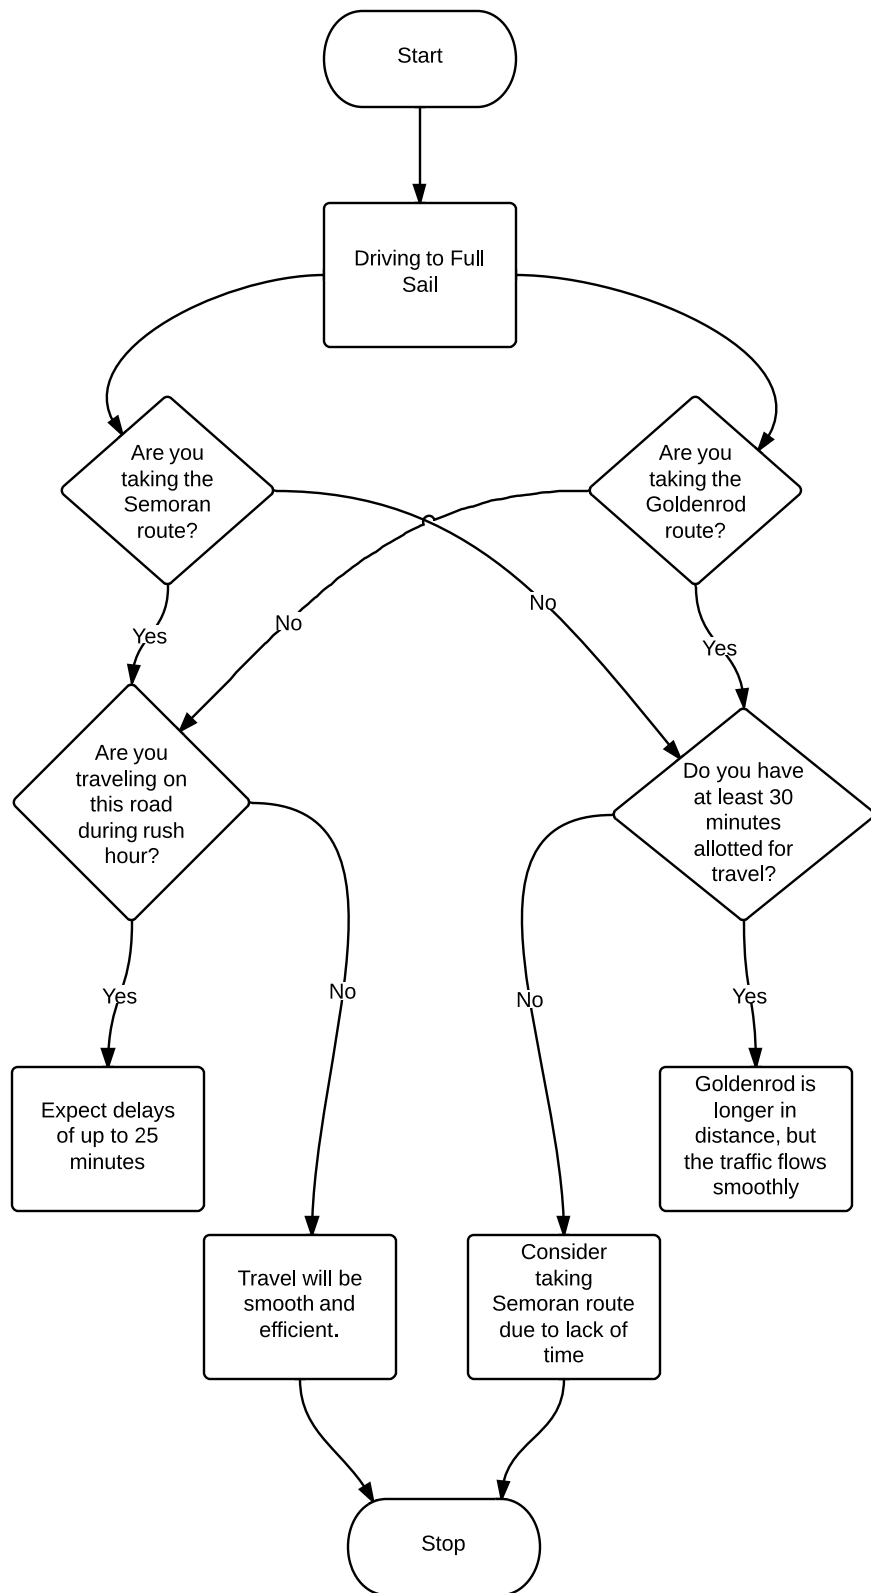 Start
Driving to Full
Sail
Are you
taking the
Semoran
route?
Are you
taking the
Goldenrod
route?
Yes
No
No
Yes
Are you
traveling on
this road
during rush
hour?
Do you have
at least 30
minutes
allotted for
travel?
Yes
No
No
Yes
Expect delays
of up to 25
minutes
Goldenrod is
longer in
distance, but
the traffic flows
smoothly
Travel will be
smooth and
efficient.
Consider
taking
Semoran route
due to lack of
time
Stop